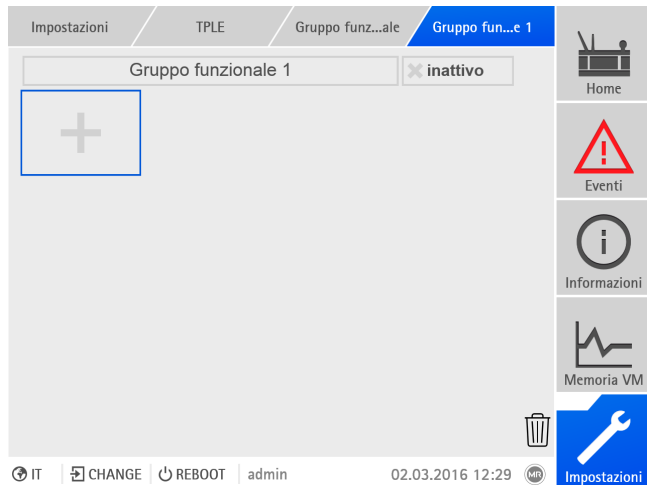 Impostazioni TPLE Gruppo funz...ale Gruppo fun...e 1
Gruppo funzionale 1 inattivo
Home
Eventi
Informazioni
Memoria VM
Impostazioni
IT CHANGE REBOOT admin 02.03.2016 12:29 MR